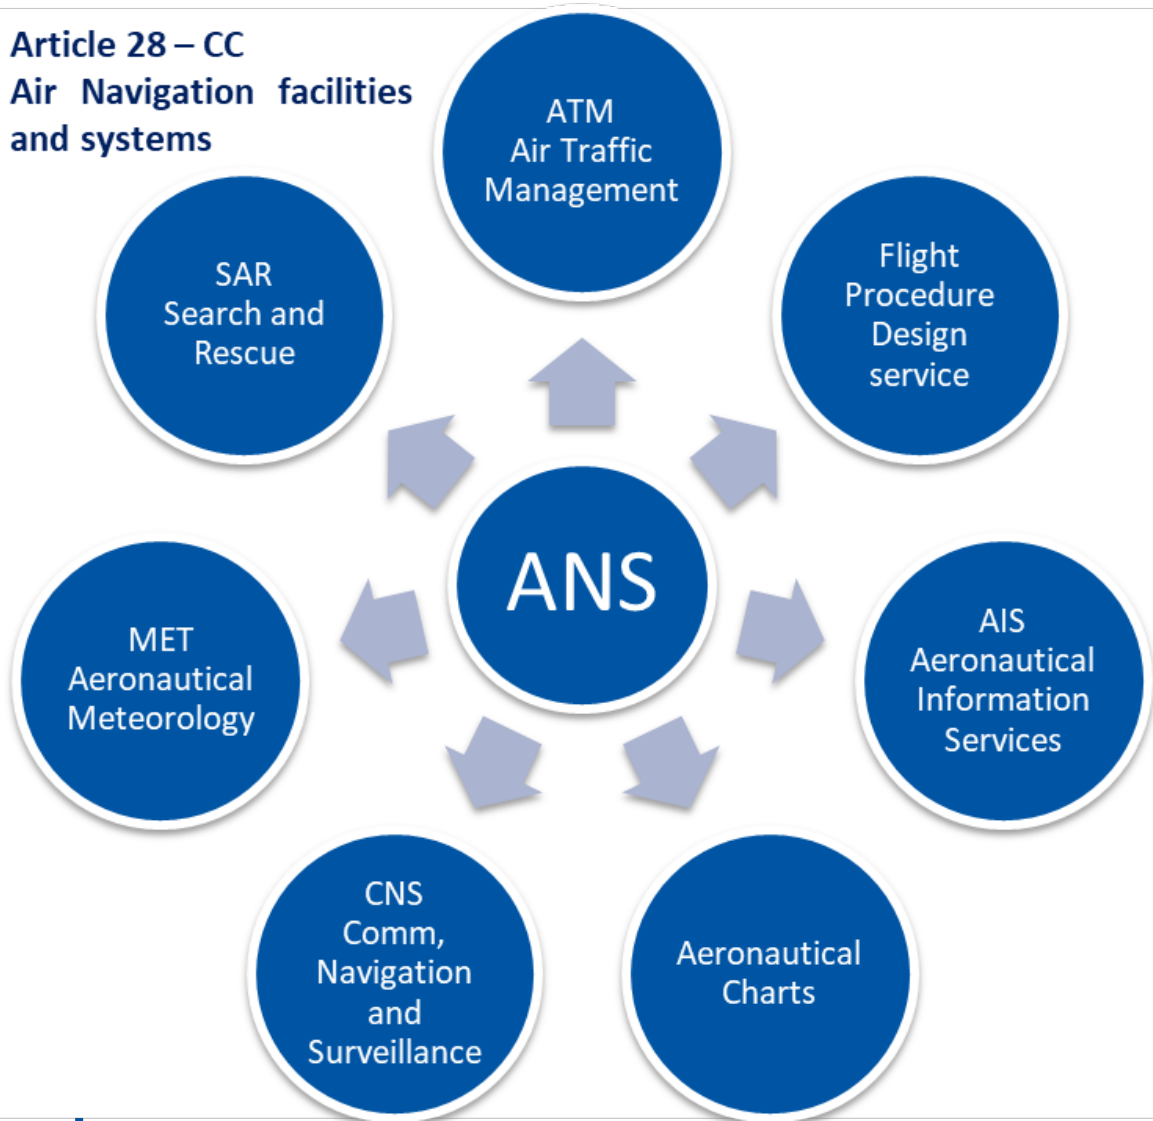 Article 28 – CC
Air Navigation facilities
and systems
ATM
Air Traffic
Management
Flight
Procedure
Design
service
AIS
Aeronautical
Information
Services
Aeronautical
Charts
CNS
Comm,
Navigation
and
Surveillance
MET
Aeronautical
Meteorology
SAR
Search and
Rescue
ANS